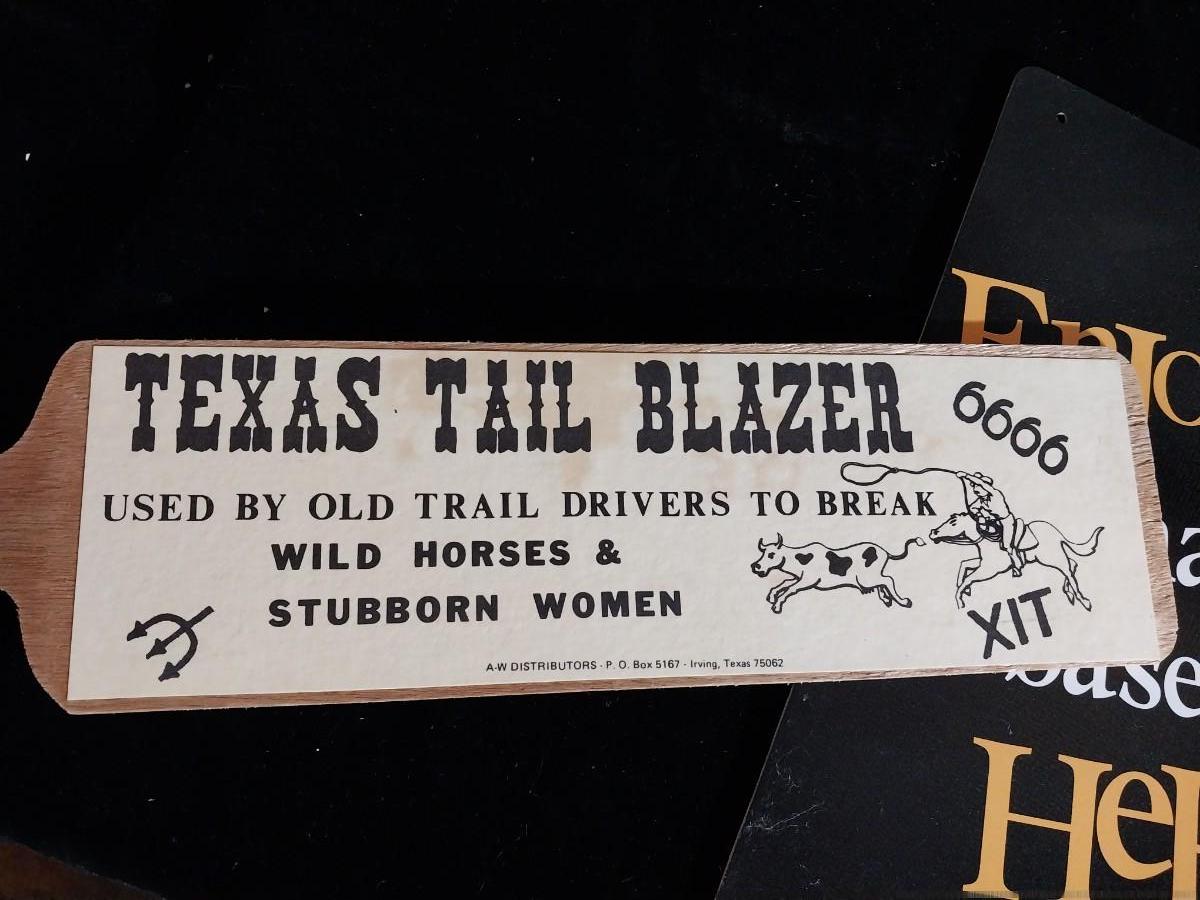 TEXAS TAIL BLAZER
6666
USED BY OLD TRAIL DRIVERS TO BREAK
WILD HORSES &
STUBBORN WOMEN
XIT
A-W DISTRIBUTORS - P. O. Box 5167 - Irving, Texas 75062
base